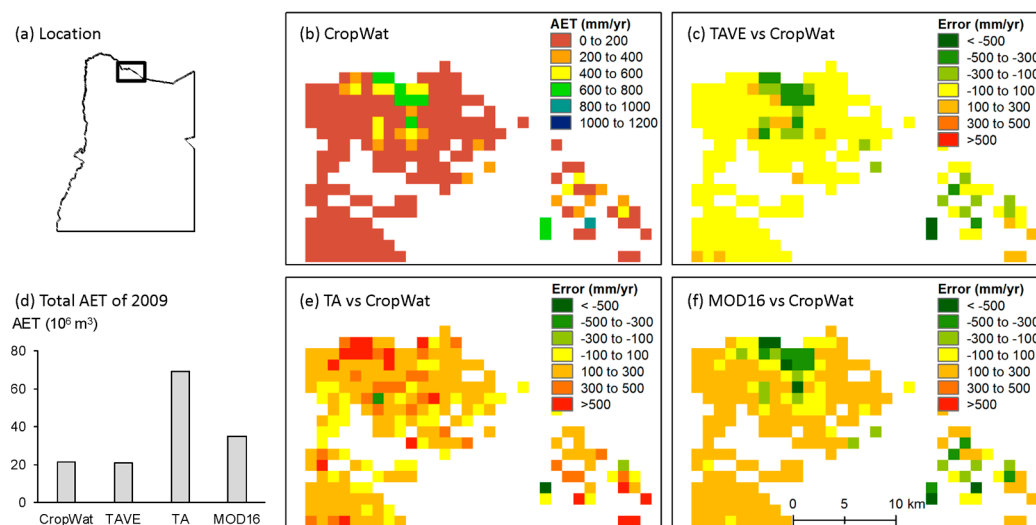 (a) Location
(b) CropWat
AET (mm/yr)
0 to 200
200 to 400
400 to 600
600 to 800
800 to 1000
1000 to 1200
(c) TAVE vs CropWat
Error (mm/yr)
< -500
-500 to -300
-300 to -100
-100 to 100
100 to 300
300 to 500
>500
(d) Total AET of 2009
AET (10⁶ m³)
80
60
40
20
0
CropWat TAVE TA MOD16
(e) TA vs CropWat
Error (mm/yr)
< -500
-500 to -300
-300 to -100
-100 to 100
100 to 300
300 to 500
>500
(f) MOD16 vs CropWat
Error (mm/yr)
< -500
-500 to -300
-300 to -100
-100 to 100
100 to 300
300 to 500
>500
0 5 10 km